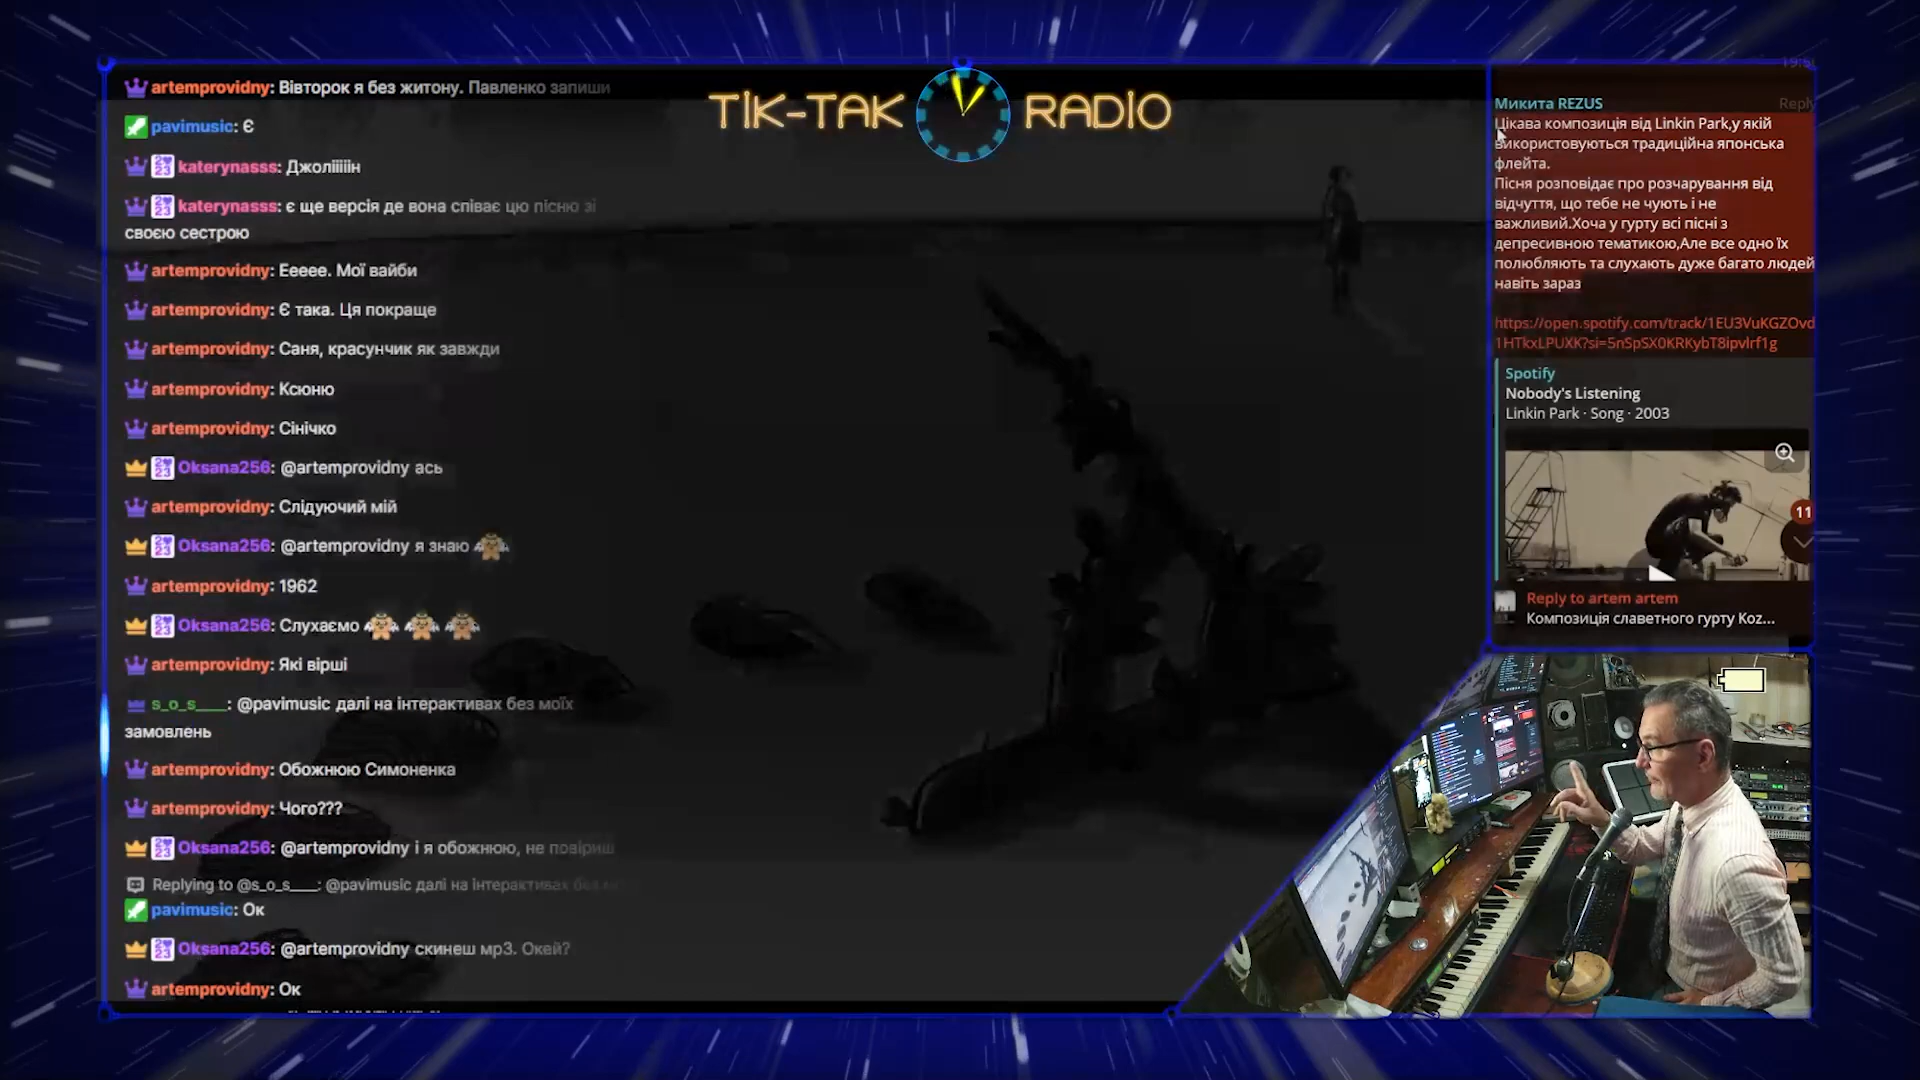 artemprovidny: Вівторок я без житону. Павленко запиши
pavimusic: Є
katerynasss: Джоліііін
katerynasss: є ще версія де вона співає цю пісню зі
своєю сестрою
artemprovidny: Ееееe. Мої вайби
artemprovidny: Є така. Ця покраще
artemprovidny: Саня, красунчик як завжди
artemprovidny: Ксюню
artemprovidny: Сінічко
Oksana256: @artemprovidny ась
artemprovidny: Слідуючий мій
Oksana256: @artemprovidny я знаю
artemprovidny: 1962
Oksana256: Слухаємо
artemprovidny: Які вірші
s_o_s____: @pavimusic далі на інтерактивах без моїх
замовлень
artemprovidny: Обожнюю Симоненка
artemprovidny: Чого???
Oksana256: @artemprovidny і я обожнюю, не повіриш
Replying to @s_o_s____: @pavimusic далі на інтерактивах без
pavimusic: Ок
Oksana256: @artemprovidny скинеш мр3. Окей?
artemprovidny: Ок
TIK-TAK RADIO
Микита REZUS Reply
Цікава композиція від Linkin Park,у якій
використовуються традиційна японська
флейта.
Пісня розповідає про розчарування від
відчуття, що тебе не чують і не
важливий.Хоча у гурту всі пісні з
депресивною тематикою,Але все одно їх
полюбляють та слухають дуже багато людей
навіть зараз
https://open.spotify.com/track/1EU3VuKGZOvd
1HTkxLPUXK?si=5nSpSX0KRKybT8ipvlrf1g
Spotify
Nobody's Listening
Linkin Park · Song · 2003
11
Reply to artem artem
Композиція славетного гурту Koz...